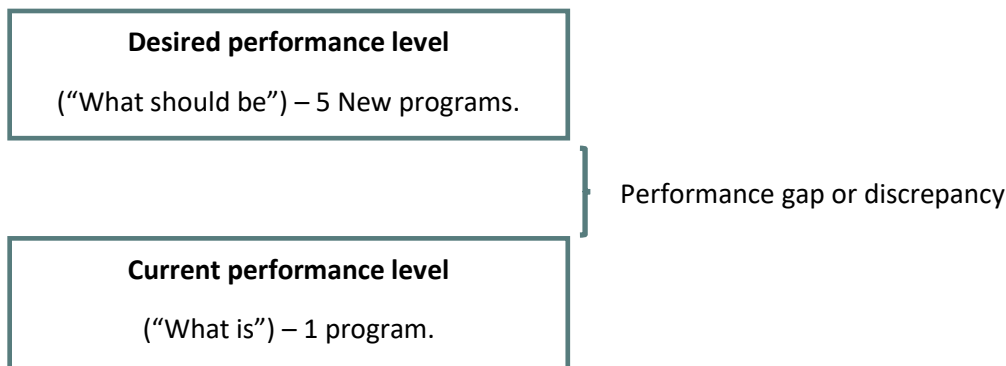 Desired performance level
(“What should be”) – 5 New programs.
Performance gap or discrepancy
Current performance level
(“What is”) – 1 program.